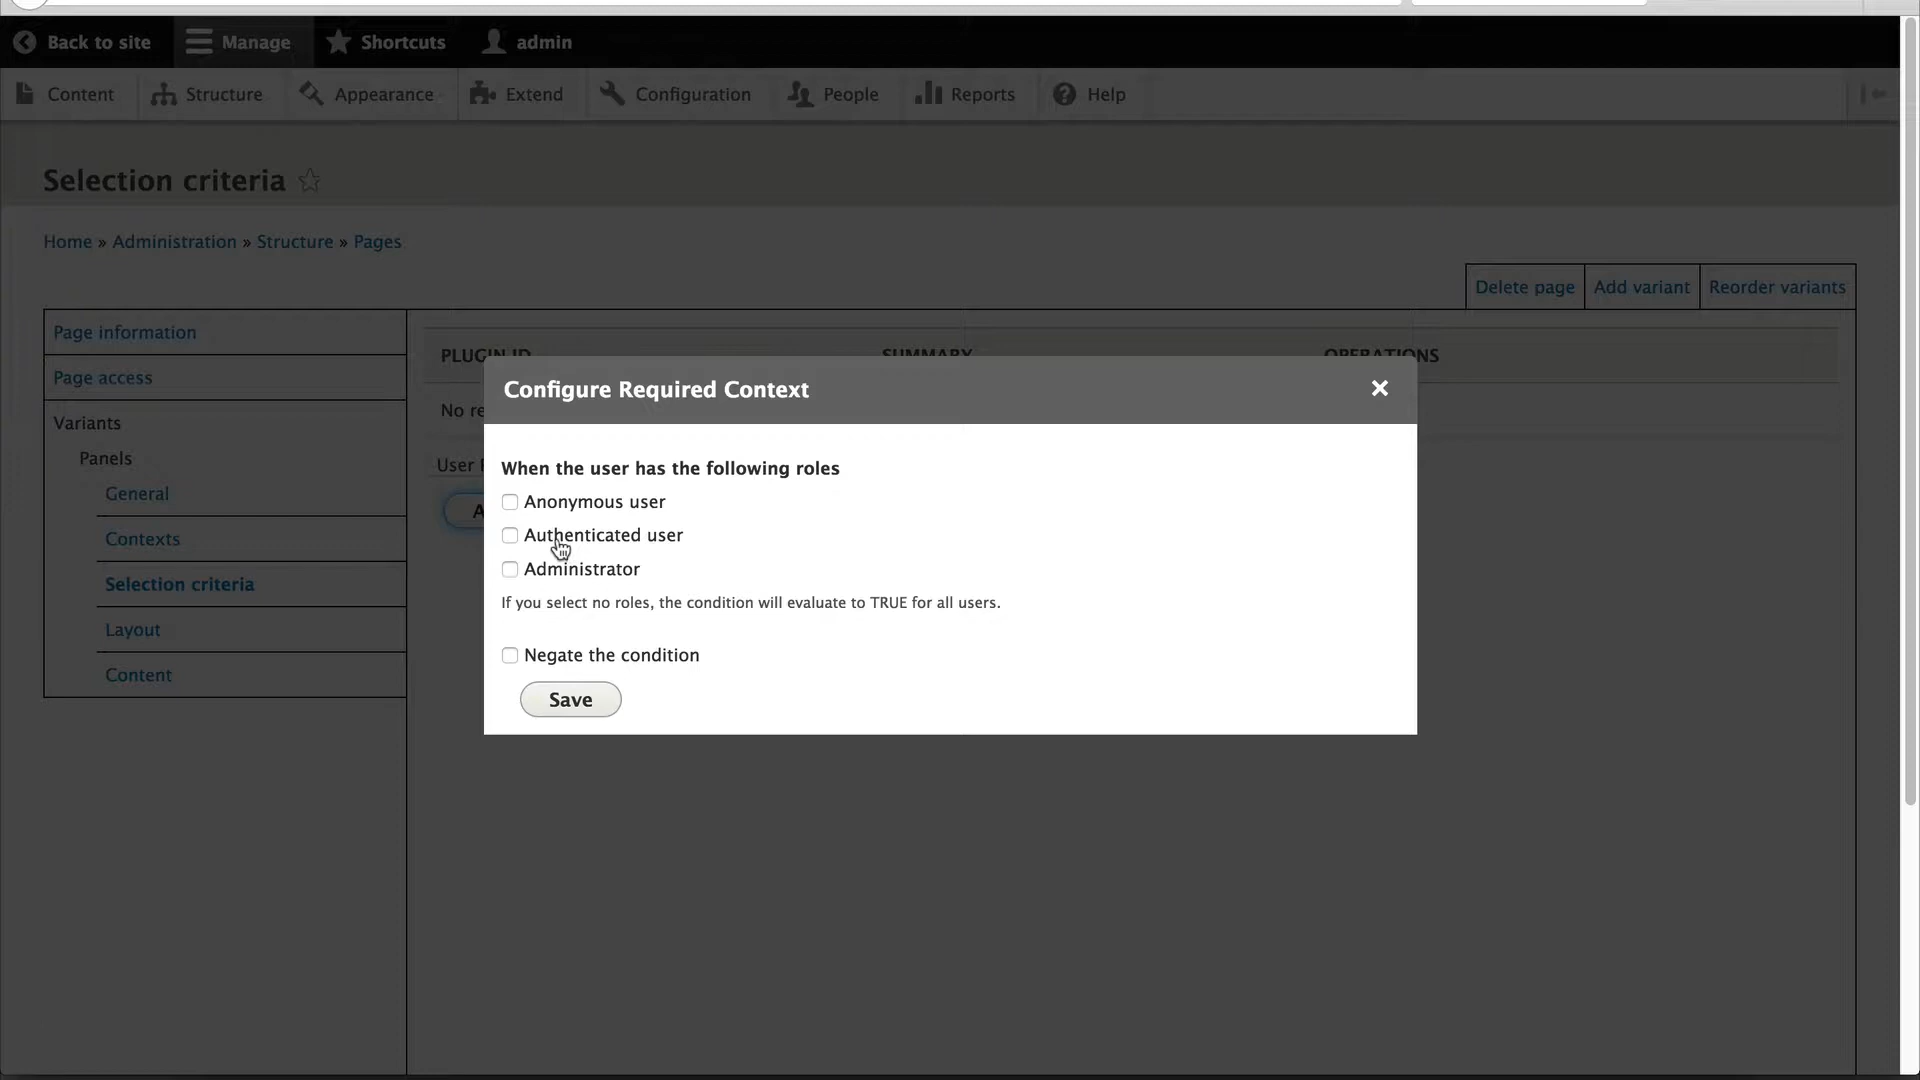 Back to site Manage Shortcuts admin
Content Structure Appearance Extend Configuration People Reports Help
Selection criteria
Home » Administration » Structure » Pages
Delete page Add variant Reorder variants
Page information
Page access
Variants
Panels
General
Contexts
Selection criteria
Layout
Content
PLUGIN ID SUMMARY OPERATIONS
No re
User
A
Configure Required Context
When the user has the following roles
Anonymous user
Authenticated user
Administrator
If you select no roles, the condition will evaluate to TRUE for all users.
Negate the condition
Save